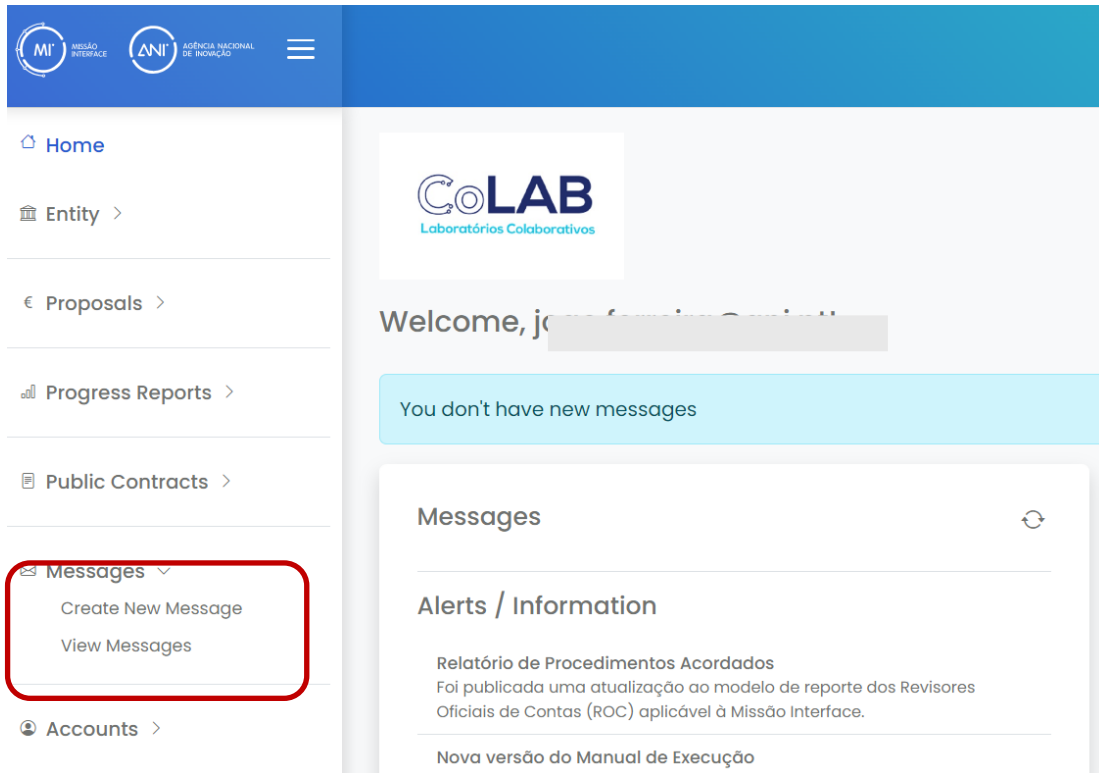 MI
MISSÃO
INTERFACE
ANI
AGÊNCIA NACIONAL
DE INOVAÇÃO
Home
Entity
€ Proposals
Progress Reports
Public Contracts
Messages
Create New Message
View Messages
Accounts
CoLAB
Laboratórios Colaborativos
Welcome,
You don't have new messages
Messages
Alerts / Information
Relatório de Procedimentos Acordados
Foi publicada uma atualização ao modelo de reporte dos Revisores
Oficiais de Contas (ROC) aplicável à Missão Interface.
Nova versão do Manual de Execução